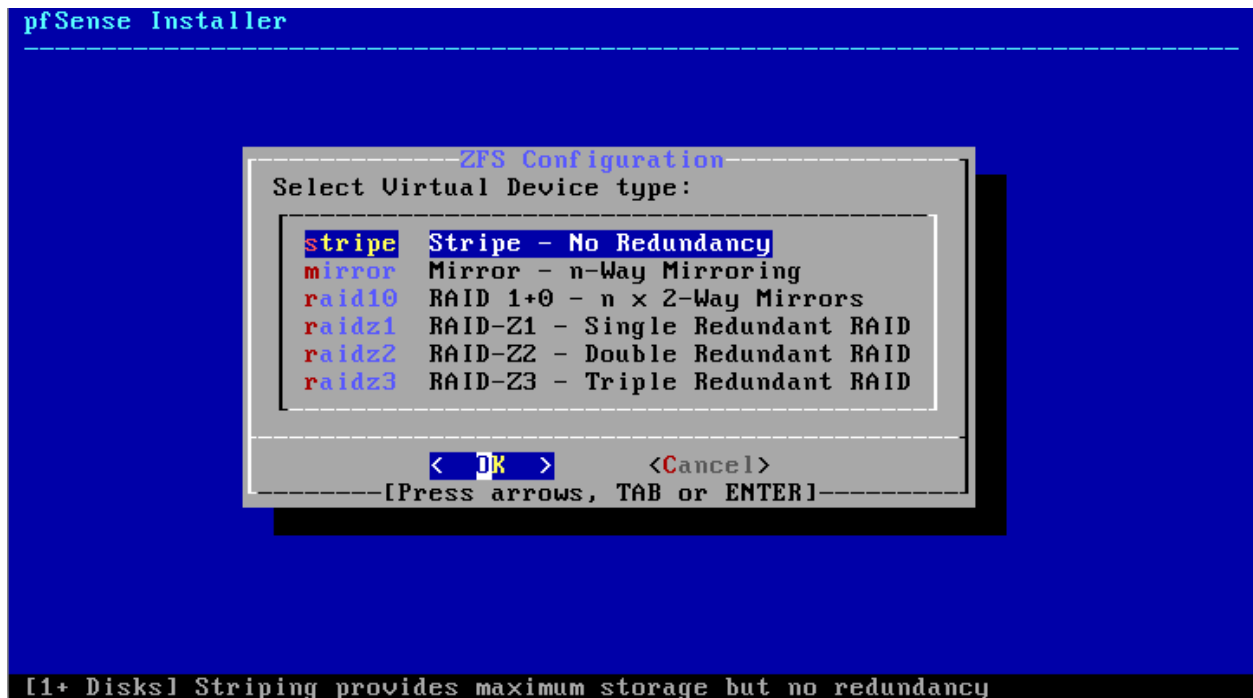 pfSense Installer
ZFS Configuration
Select Virtual Device type:
stripe Stripe - No Redundancy
mirror Mirror - n-Way Mirroring
raid10 RAID 1+0 - n x 2-Way Mirrors
raidz1 RAID-Z1 - Single Redundant RAID
raidz2 RAID-Z2 - Double Redundant RAID
raidz3 RAID-Z3 - Triple Redundant RAID
< OK > <Cancel>
[Press arrows, TAB or ENTER]
[1+ Disks] Striping provides maximum storage but no redundancy